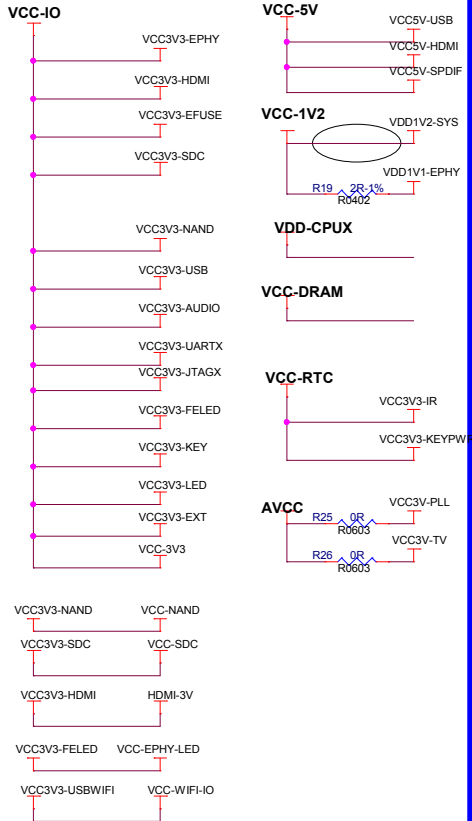 VCC-IO
VCC3V3-EPHY
VCC3V3-HDMI
VCC3V3-EFUSE
VCC3V3-SDC
VCC3V3-NAND
VCC3V3-USB
VCC3V3-AUDIO
VCC3V3-UARTX
VCC3V3-JTAGX
VCC3V3-FELED
VCC3V3-KEY
VCC3V3-LED
VCC3V3-EXT
VCC-3V3
VCC3V3-NAND VCC-NAND
VCC3V3-SDC VCC-SDC
VCC3V3-HDMI HDMI-3V
VCC3V3-FELED VCC-EPHY-LED
VCC3V3-USBWIFI VCC-WIFI-IO
VCC-5V
VCC5V-USB
VCC5V-HDMI
VCC5V-SPDIF
VCC-1V2
VDD1V2-SYS
VDD1V1-EPHY
R19 2R-1%
R0402
VDD-CPUX
VCC-DRAM
VCC-RTC
VCC3V3-IR
VCC3V3-KEYPW
AVCC
VCC3V-PLL
R25 0R
R0603
VCC3V-TV
R26 0R
R0603